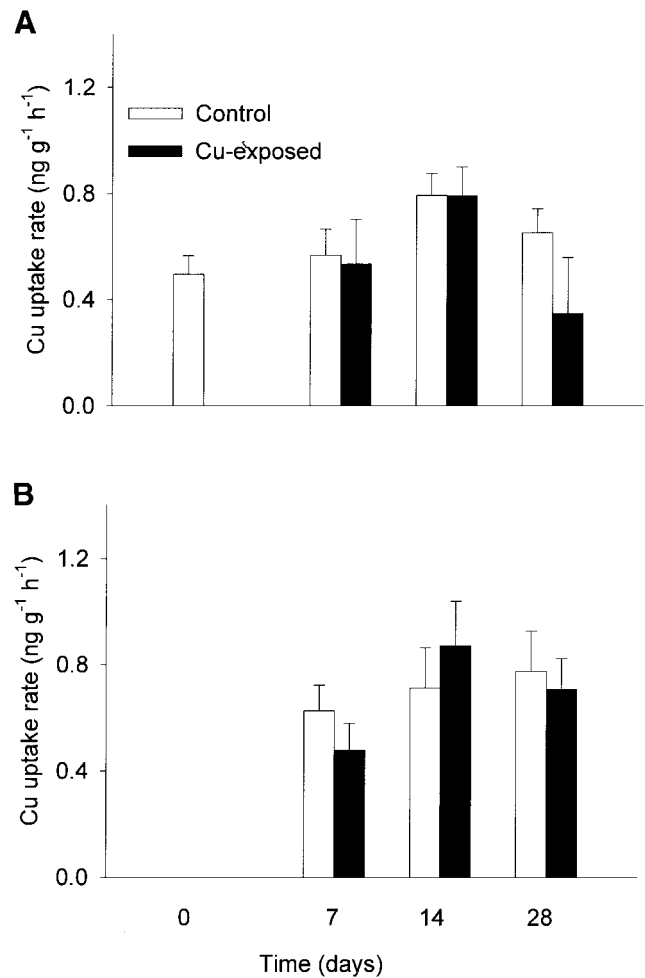 A
Cu uptake rate (ng g⁻¹ h⁻¹)
1.2
0.8
0.4
0.0
Control
Cu-exposed
B
Cu uptake rate (ng g⁻¹ h⁻¹)
1.2
0.8
0.4
0.0
0 7 14 28
Time (days)